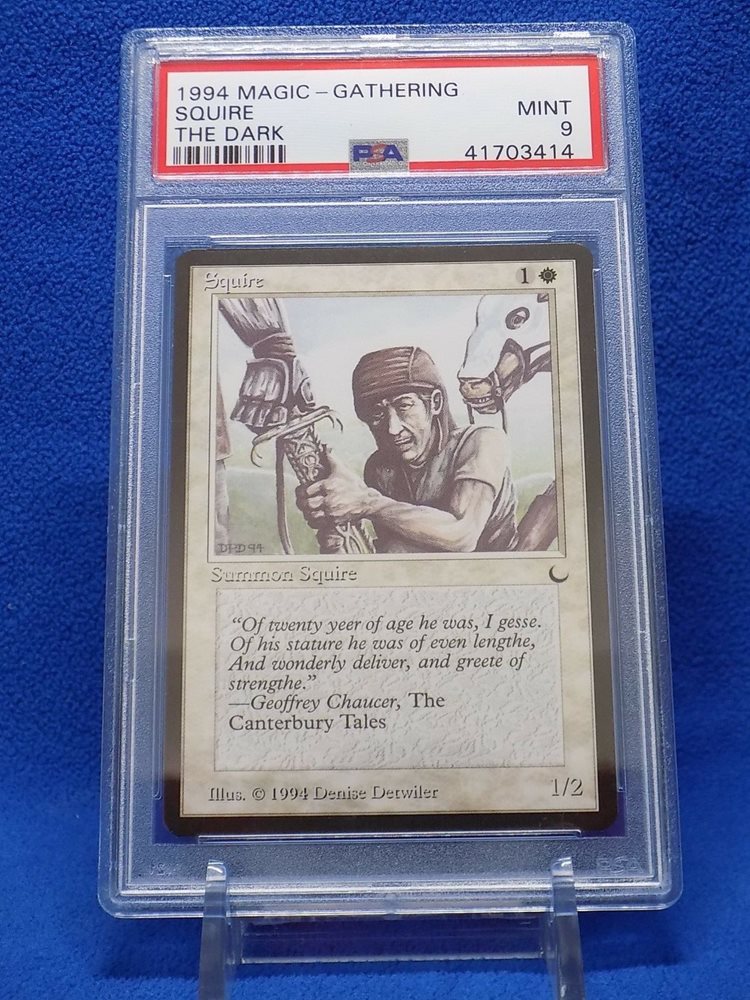 1994 MAGIC - GATHERING
SQUIRE
MINT
THE DARK
9
PSA
41703414
Squire
1
DPD 94
Summon Squire
"Of twenty yeer of age he was, I gesse.
Of his stature he was of even lengthe,
And wonderly deliver, and greete of
strengthe."
—Geoffrey Chaucer, The
Canterbury Tales
Illus. © 1994 Denise Detwiler
1/2